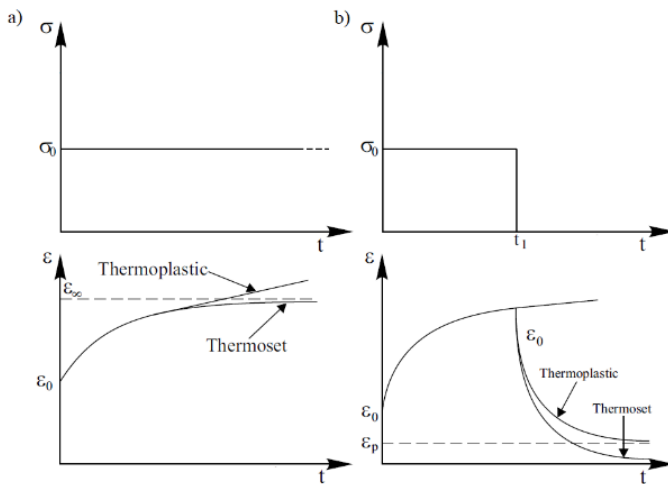 a)
σ
σ₀
t
ε
ε∞
Thermoplastic
Thermoset
ε₀
t
b)
σ
σ₀
t₁
t
ε
ε₀
Thermoplastic
Thermoset
ε₀
εₚ
t